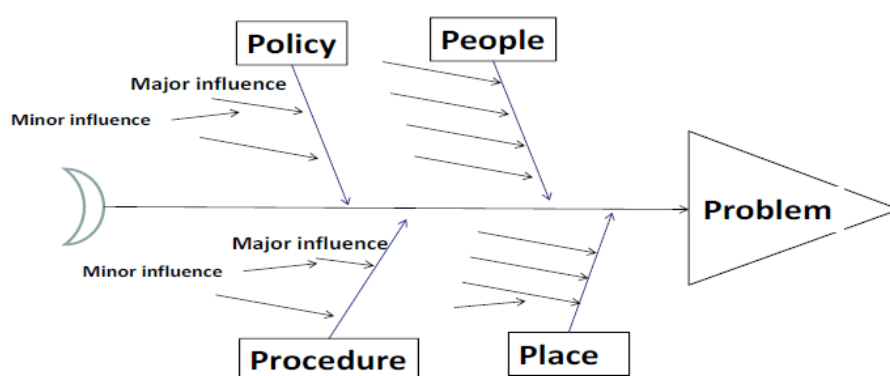 Policy
People
Major influence
Minor influence
Problem
Major influence
Minor influence
Procedure
Place